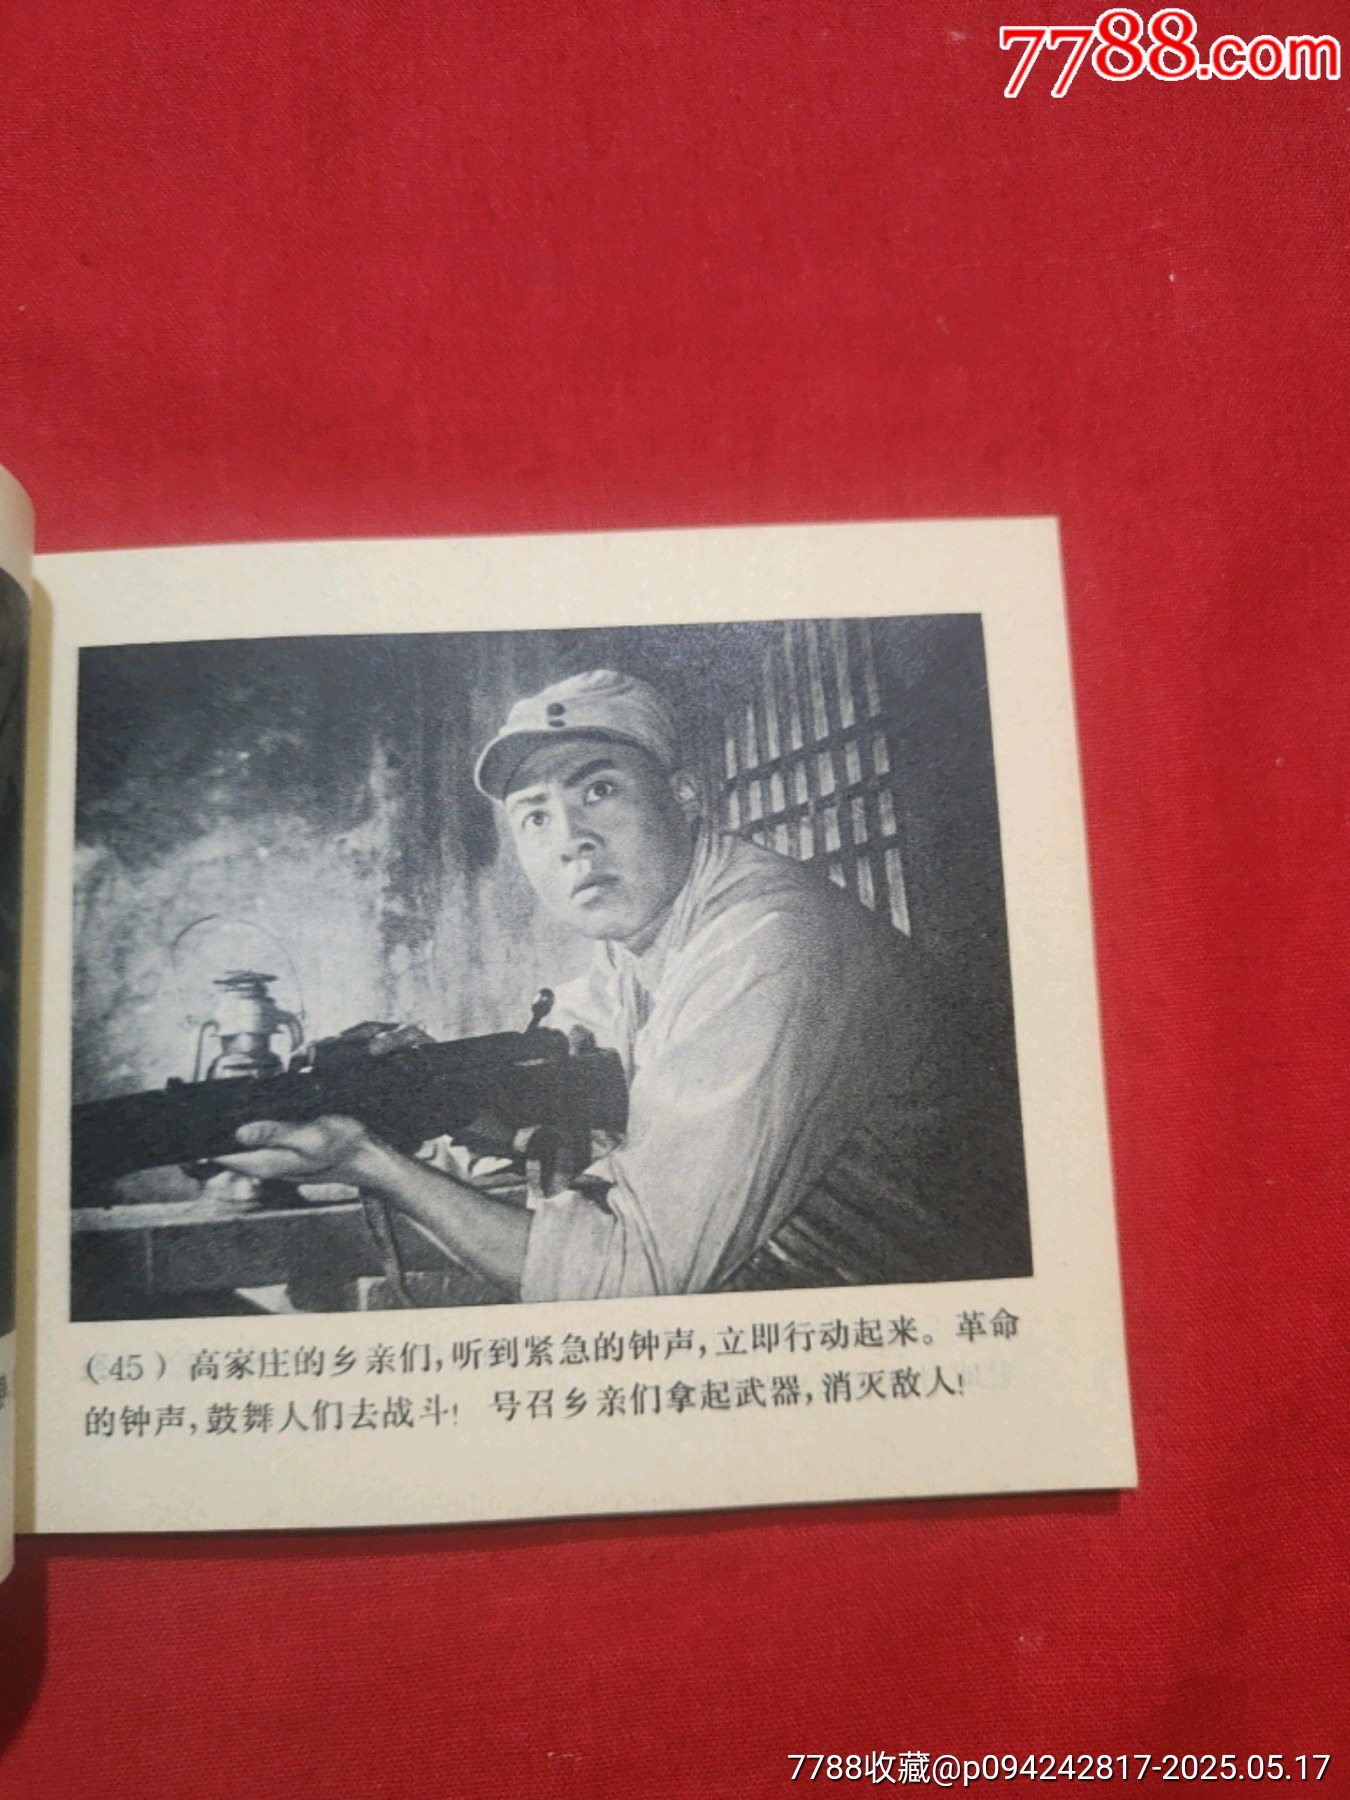 7788.com
（45）高家庄的乡亲们，听到紧急的钟声，立即行动起来。革命
的钟声，鼓舞人们去战斗！号召乡亲们拿起武器，消灭敌人！
7788收藏@p094242817-2025.05.17